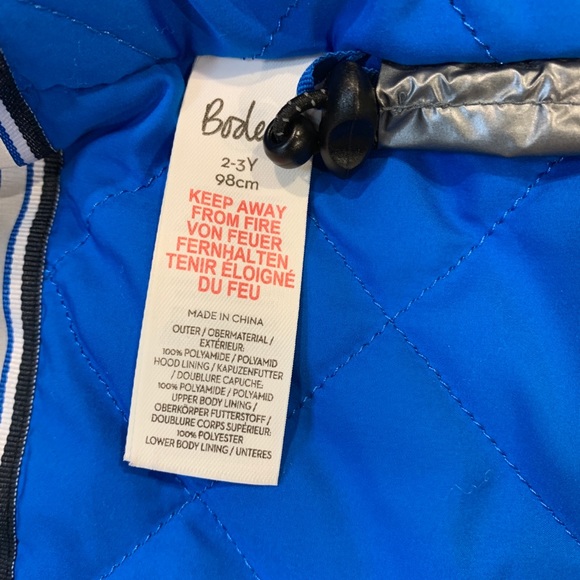 2-3Y
98cm
KEEP AWAY
FROM FIRE
VON FEUER
FERNHALTEN
TENIR ÉLOIGNÉ
DU FEU
MADE IN CHINA
OUTER / OBERMATERIAL /
EXTÉRIEUR:
100% POLYAMIDE / POLYAMID
HOOD LINING / KAPUZENFUTTER
/ DOUBLURE CAPUCHE:
100% POLYAMIDE / POLYAMID
UPPER BODY LINING /
OBERKÖRPER FUTTERSTOFF /
DOUBLURE CORPS SUPÉRIEUR:
100% POLYESTER
LOWER BODY LINING / UNTERES